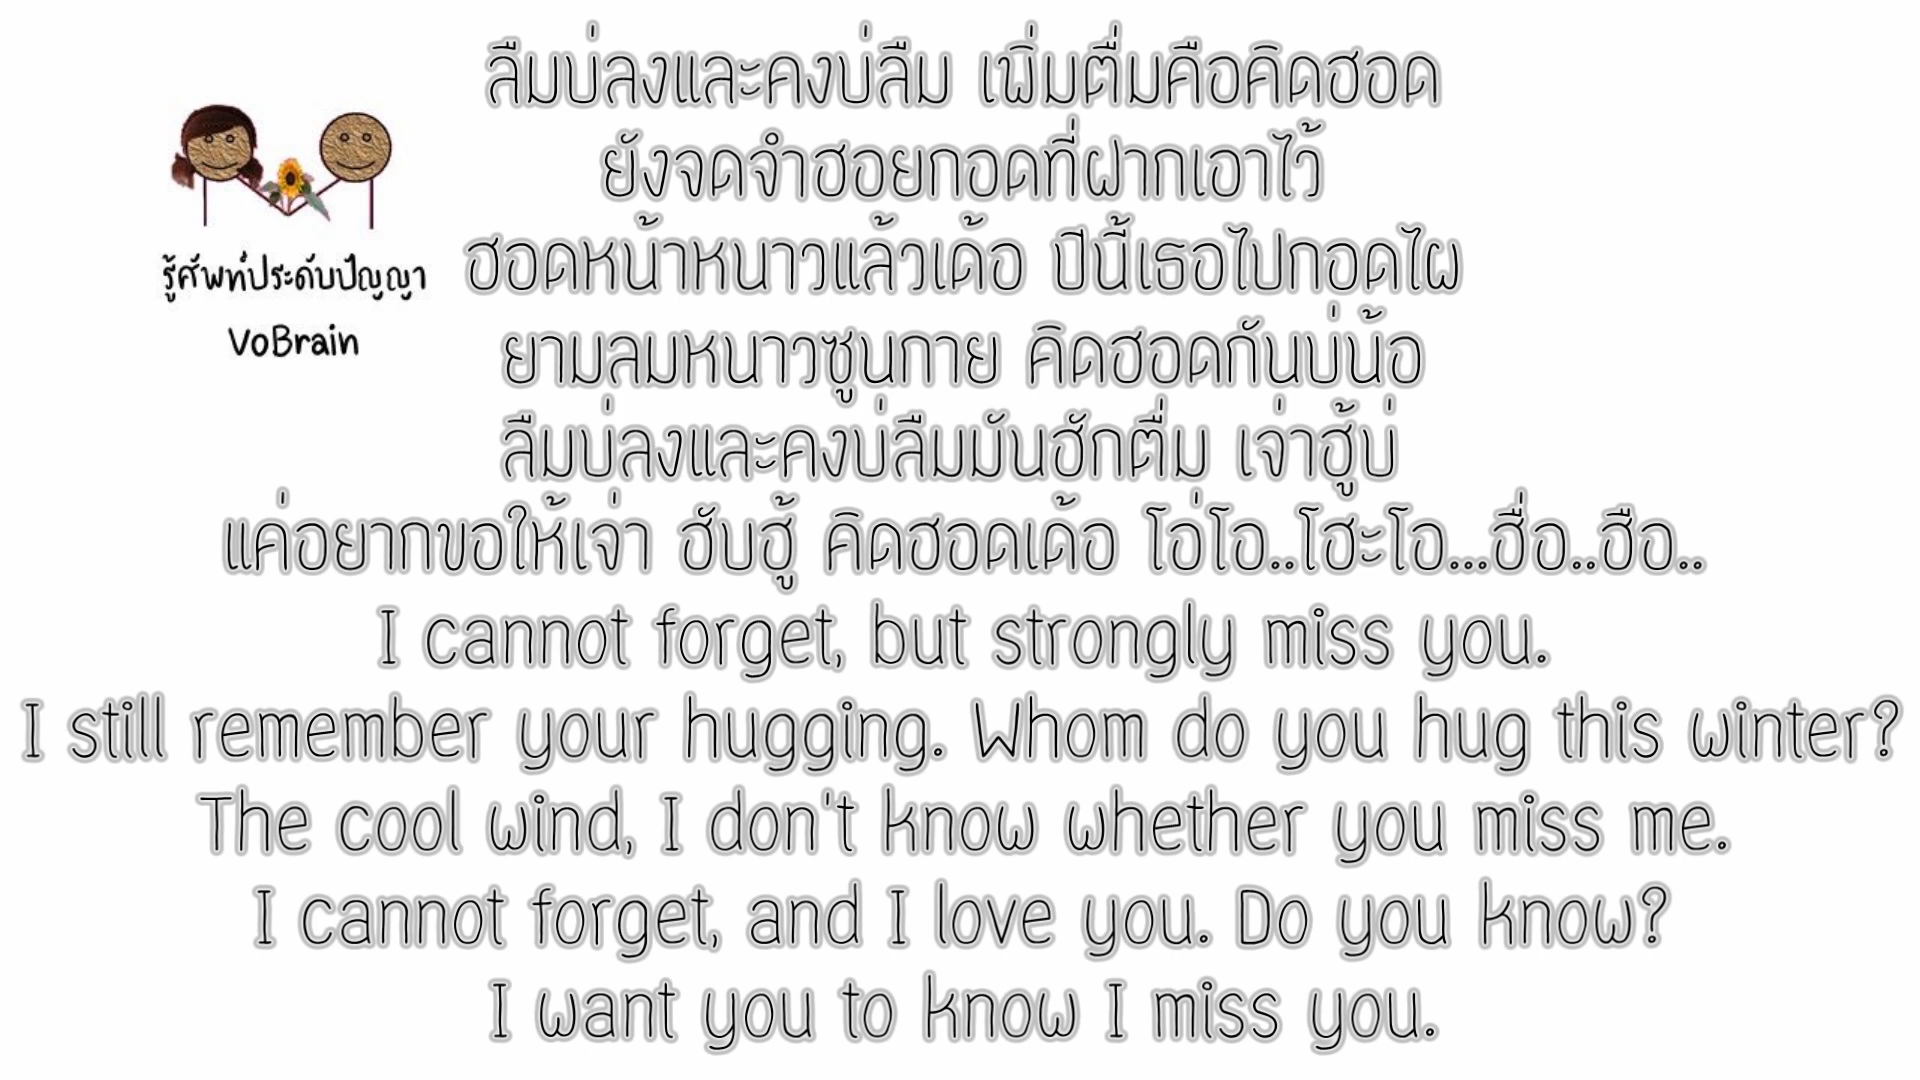 ลืมบ่ลงและคงบ่ลืม เพิ่มตื่มคือคิดฮอด
ยังจดจำฮอยกอดที่ฝากเอาไว้
ฮอดหน้าหนาวแล้วเด้อ ปีนี้เธอไปกอดไผ
ยามลมหนาวซูนกาย คิดฮอดกันบ่น้อ
ลืมบ่ลงและคงบ่ลืมมันฮักตื่ม เจ่าฮู้บ่
แค่อยากขอให้เจ่า ฮับฮู้ คิดฮอดเด้อ โอ่โอ..โฮะโอ...ฮื่อ..ฮือ..
รู้ศัพท์ประดับปัญญา
VoBrain
I cannot forget, but strongly miss you.
I still remember your hugging. Whom do you hug this winter?
The cool wind, I don't know whether you miss me.
I cannot forget, and I love you. Do you know?
I want you to know I miss you.